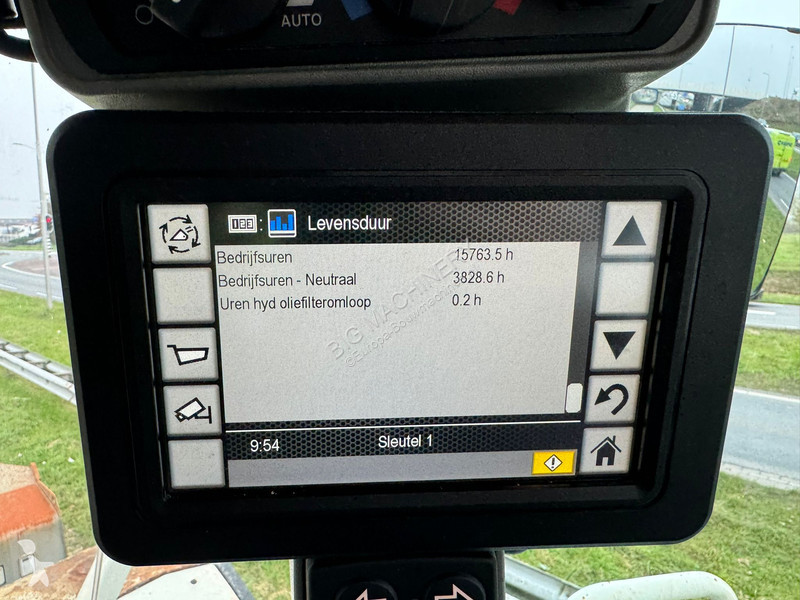 AUTO
123 : Levensduur
Bedrijfsuren 15763.5 h
Bedrijfsuren - Neutraal 3828.6 h
Uren hyd oliefilteromloop 0.2 h
BIG MACHINERY
9:54 Sleutel 1